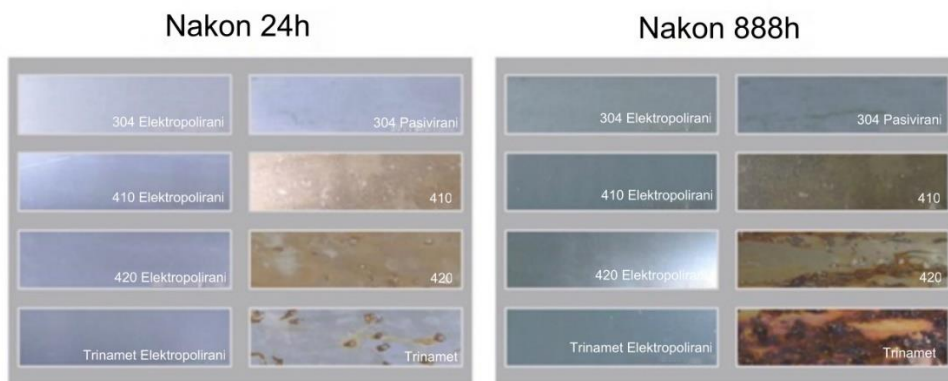 Nakon 24h
304 Elektropolirani
304 Pasivirani
410 Elektropolirani
410
420 Elektropolirani
420
Trinamet Elektropolirani
Trinamet
Nakon 888h
304 Elektropolirani
304 Pasivirani
410 Elektropolirani
410
420 Elektropolirani
420
Trinamet Elektropolirani
Trinamet